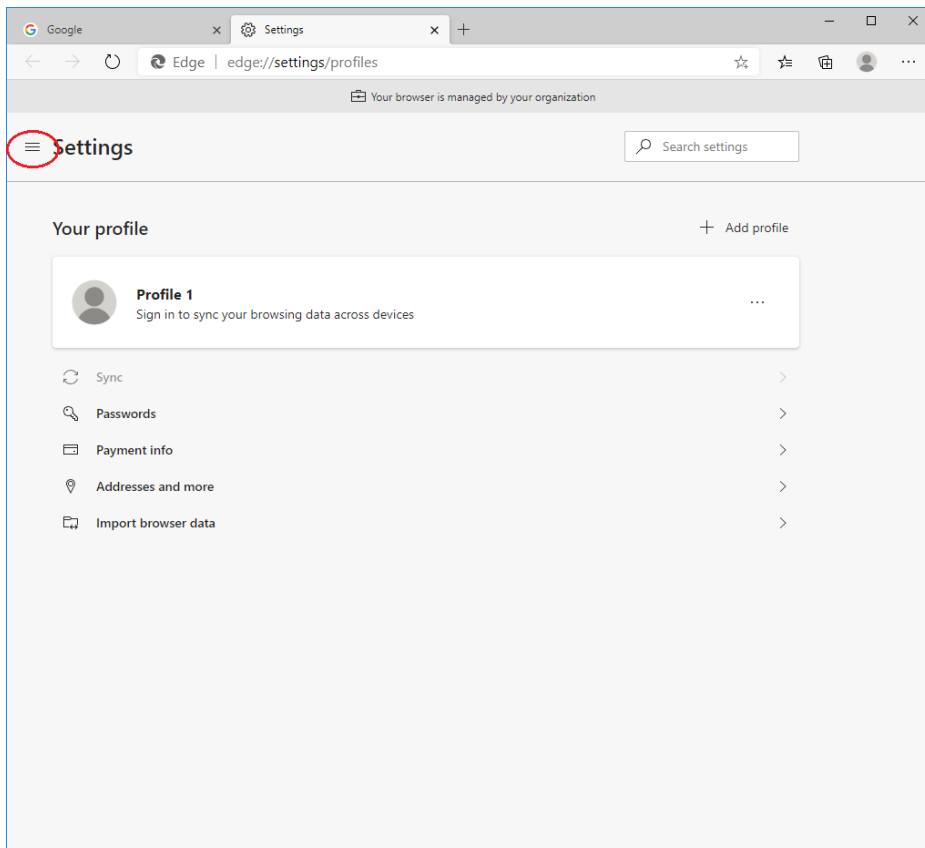 Google
Settings
Edge | edge://settings/profiles
Your browser is managed by your organization
Settings
Search settings
Your profile
Add profile
Profile 1
Sign in to sync your browsing data across devices
Sync
Passwords
Payment info
Addresses and more
Import browser data